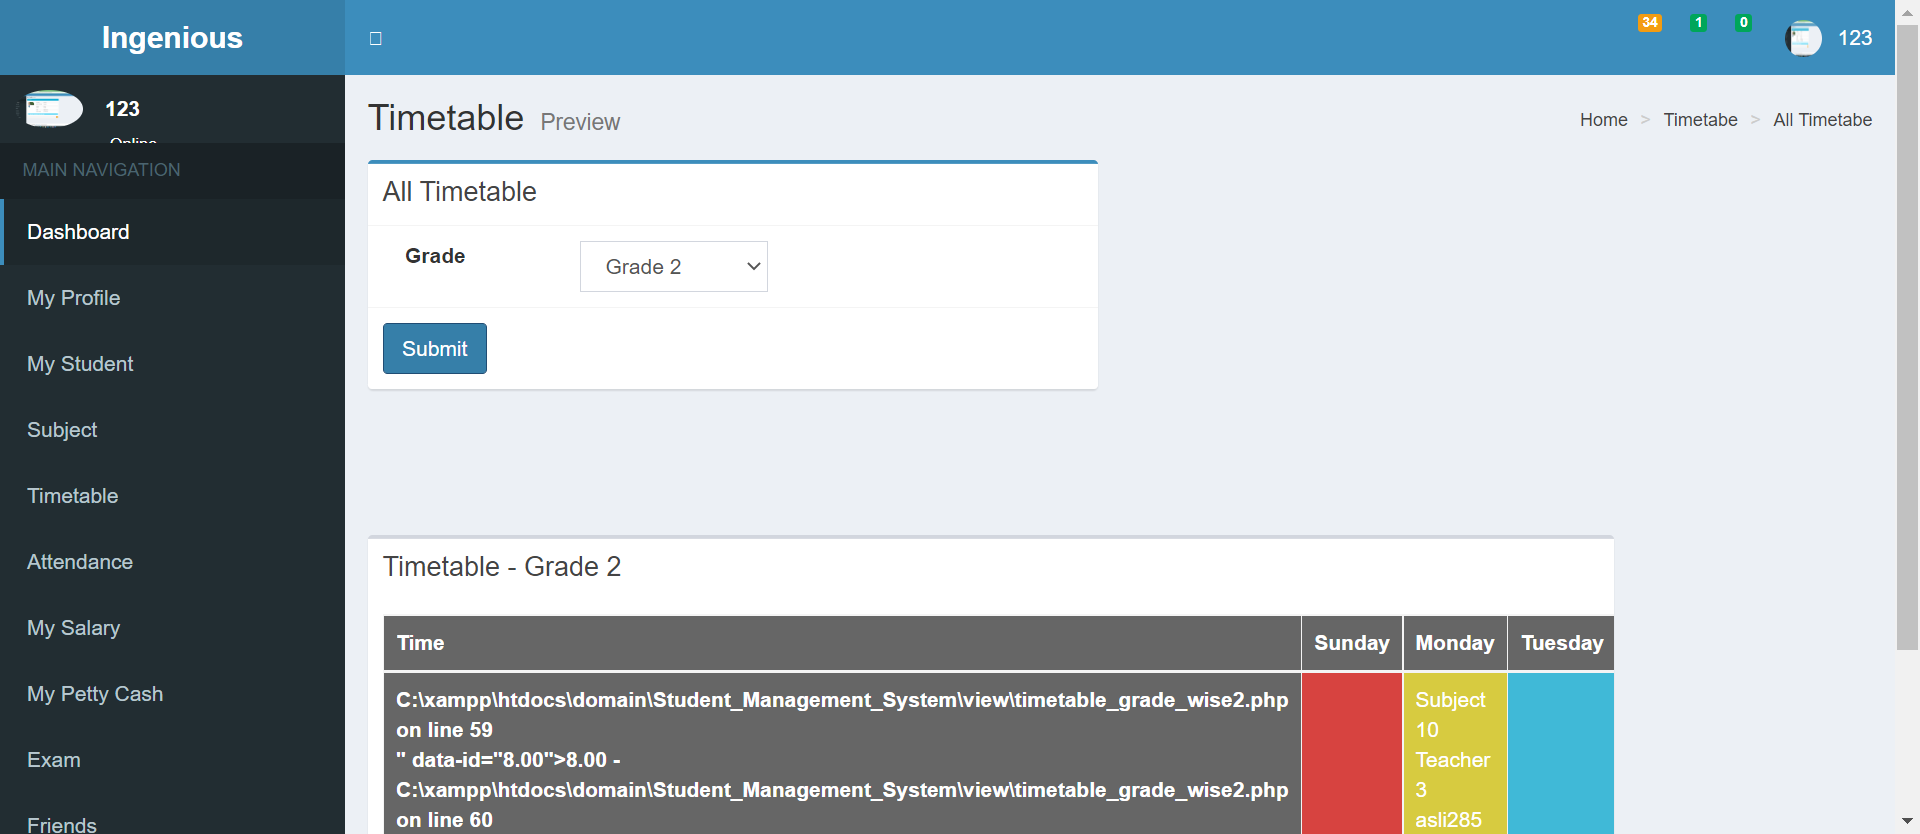 Ingenious
34
1
0
123
123
Online
MAIN NAVIGATION
Dashboard
My Profile
My Student
Subject
Timetable
Attendance
My Salary
My Petty Cash
Exam
Friends
Timetable Preview
Home > Timetabe > All Timetabe
All Timetable
Grade
Grade 2
Submit
Timetable - Grade 2
Time Sunday Monday Tuesday
C:\xampp\htdocs\domain\Student_Management_System\view\timetable_grade_wise2.php
on line 59
" data-id="8.00">8.00 -
C:\xampp\htdocs\domain\Student_Management_System\view\timetable_grade_wise2.php
on line 60
Subject
10
Teacher
3
asli285